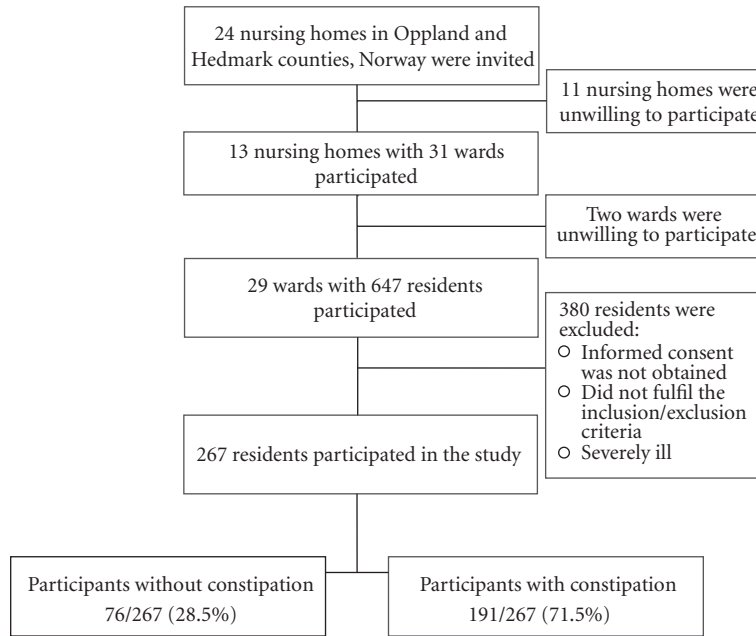 24 nursing homes in Oppland and
Hedmark counties, Norway were invited
11 nursing homes were
unwilling to participate
13 nursing homes with 31 wards
participated
Two wards were
unwilling to participate
29 wards with 647 residents
participated
380 residents were
excluded:
Informed consent
was not obtained
Did not fulfil the
inclusion/exclusion
criteria
Severely ill
267 residents participated in the study
Participants without constipation
76/267 (28.5%)
Participants with constipation
191/267 (71.5%)